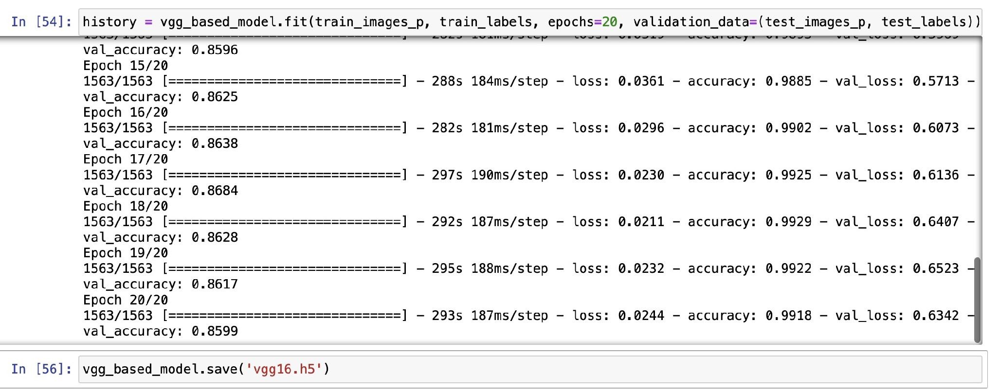 In [54]: history = vgg_based_model.fit(train_images_p, train_labels, epochs=20, validation_data=(test_images_p, test_labels))
val_accuracy: 0.8596
Epoch 15/20
1563/1563 [==============================] - 288s 184ms/step - loss: 0.0361 - accuracy: 0.9885 - val_loss: 0.5713 -
val_accuracy: 0.8625
Epoch 16/20
1563/1563 [==============================] - 282s 181ms/step - loss: 0.0296 - accuracy: 0.9902 - val_loss: 0.6073 -
val_accuracy: 0.8638
Epoch 17/20
1563/1563 [==============================] - 297s 190ms/step - loss: 0.0230 - accuracy: 0.9925 - val_loss: 0.6136 -
val_accuracy: 0.8684
Epoch 18/20
1563/1563 [==============================] - 292s 187ms/step - loss: 0.0211 - accuracy: 0.9929 - val_loss: 0.6407 -
val_accuracy: 0.8628
Epoch 19/20
1563/1563 [==============================] - 295s 188ms/step - loss: 0.0232 - accuracy: 0.9922 - val_loss: 0.6523 -
val_accuracy: 0.8617
Epoch 20/20
1563/1563 [==============================] - 293s 187ms/step - loss: 0.0244 - accuracy: 0.9918 - val_loss: 0.6342 -
val_accuracy: 0.8599
In [56]: vgg_based_model.save('vgg16.h5')